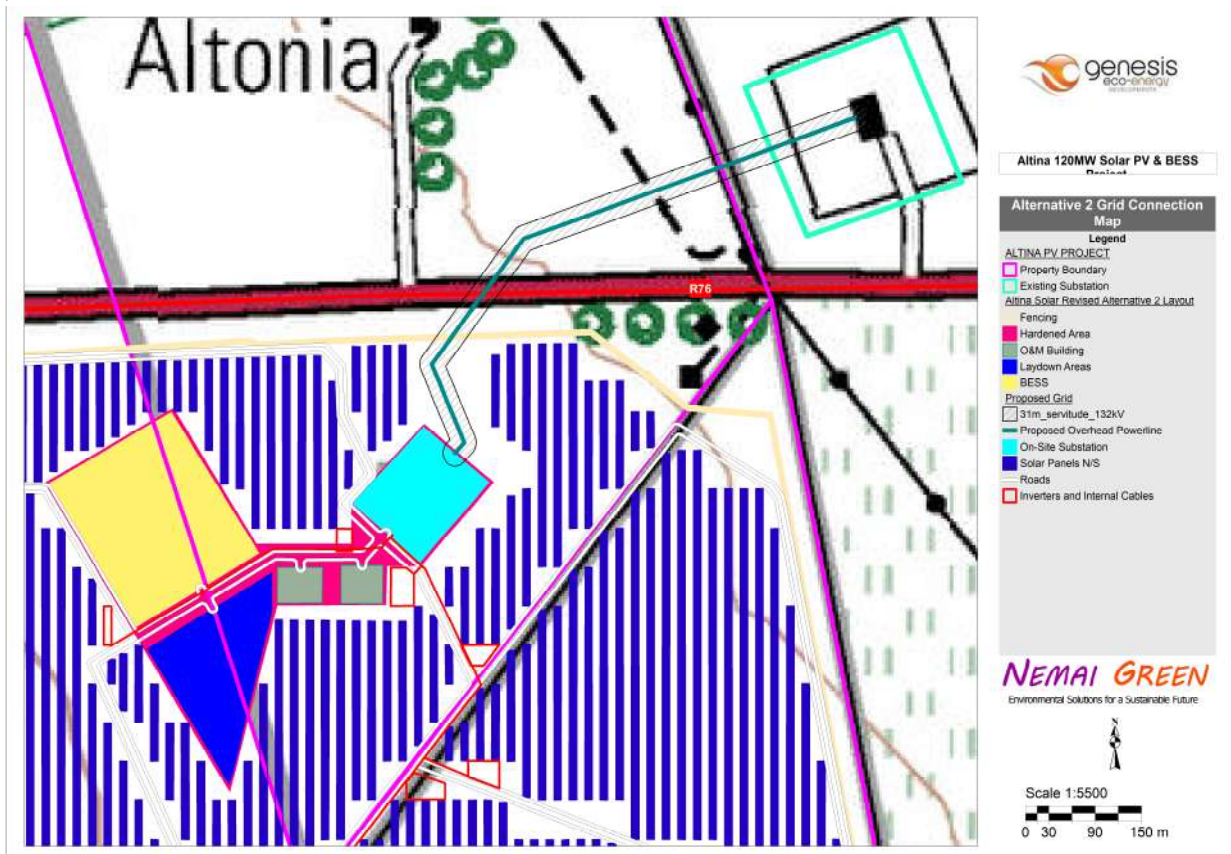 Altonia
R76
genesis
eco-energy
DEVELOPMENTS
Altina 120MW Solar PV & BESS
Project
Alternative 2 Grid Connection
Map
Legend
ALTINA PV PROJECT
Property Boundary
Existing Substation
Altina Solar Revised Alternative 2 Layout
Fencing
Hardened Area
O&M Building
Laydown Areas
BESS
Proposed Grid
31m_servitude_132kV
Proposed Overhead Powerline
On-Site Substation
Solar Panels N/S
Roads
Inverters and Internal Cables
NEMAI GREEN
Environmental Solutions for a Sustainable Future
N
Scale 1:5500
0 30 90 150 m